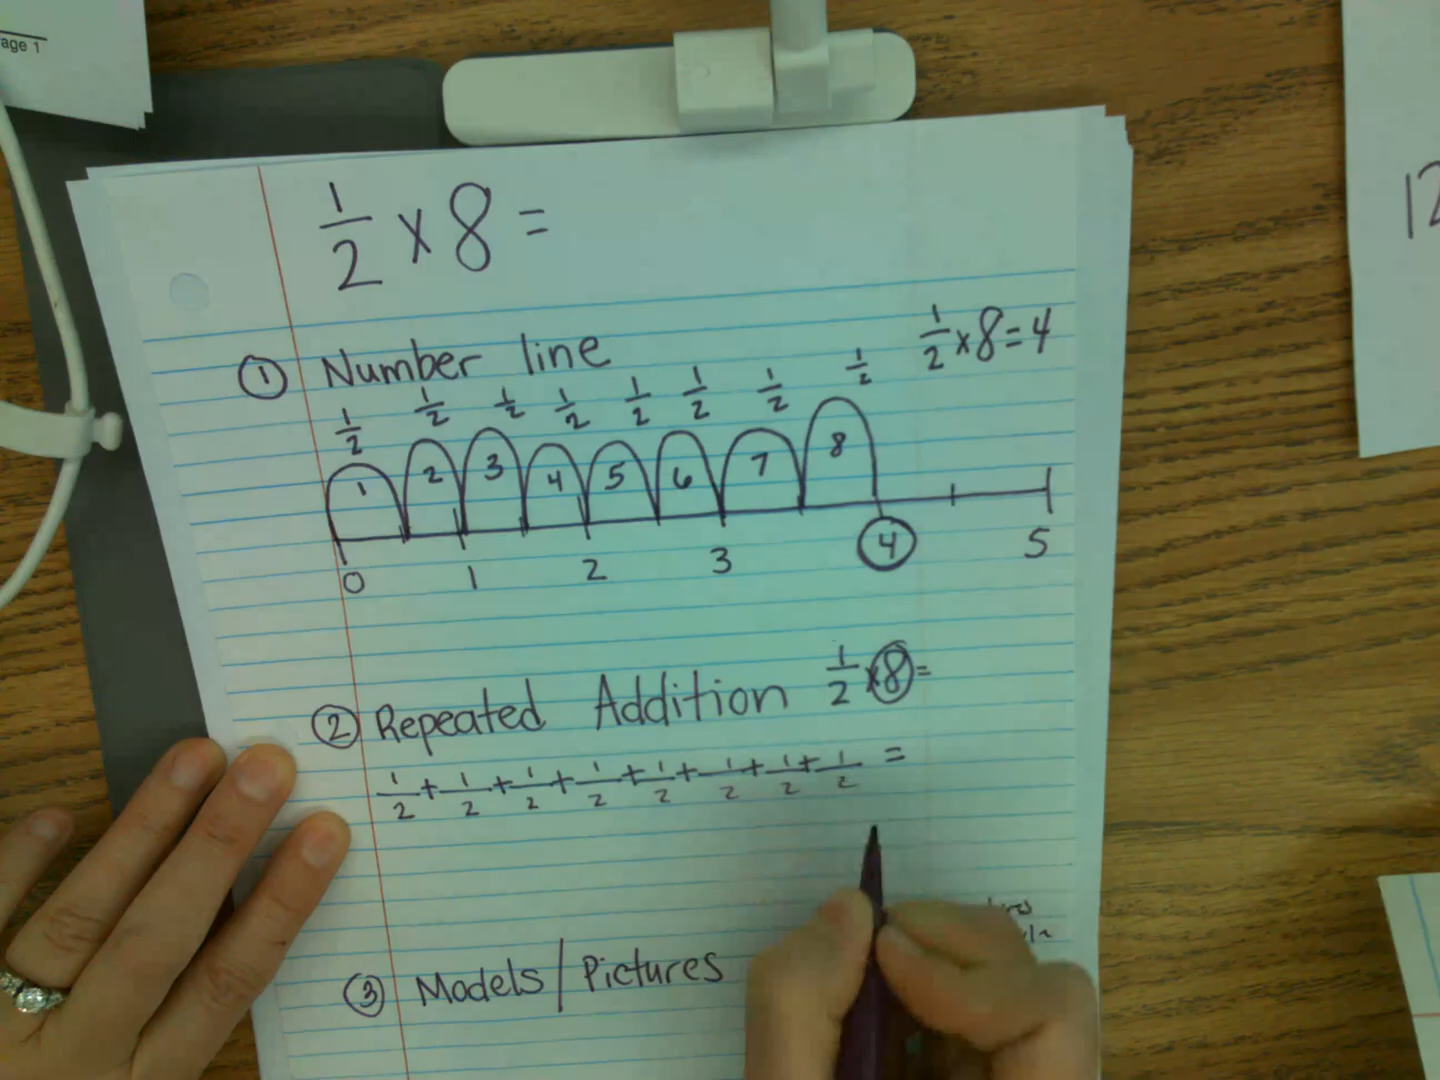 age 1
12
1/2 x 8 =
① Number line
1/2 x 8 = 4
1/2 1/2 1/2 1/2 1/2 1/2 1/2 1/2
1 2 3 4 5 6 7 8
0 1 2 3 4 5
② Repeated Addition 1/2 x 8 =
1/2 + 1/2 + 1/2 + 1/2 + 1/2 + 1/2 + 1/2 + 1/2 =
③ Models/Pictures